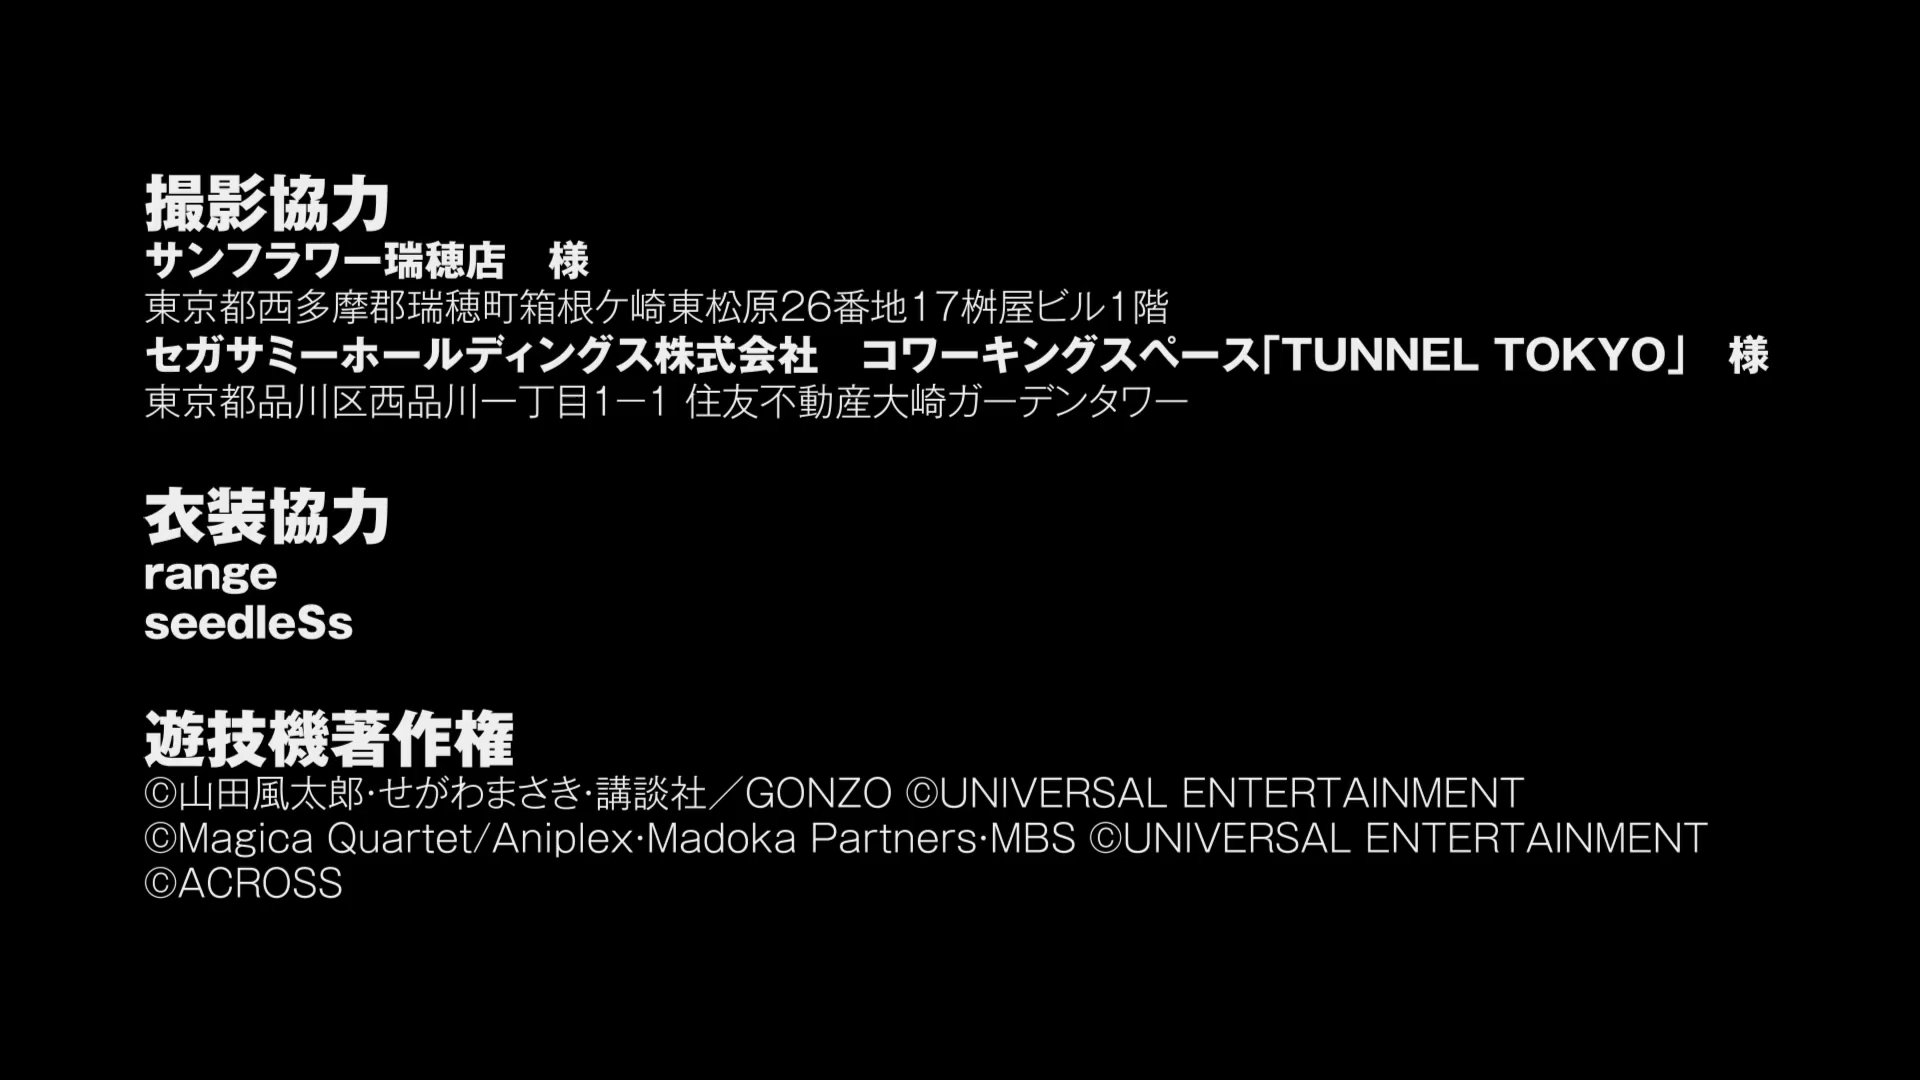 撮影協力
サンフラワー瑞穂店　様
東京都西多摩郡瑞穂町箱根ケ崎東松原26番地17桝屋ビル1階
セガサミーホールディングス株式会社　コワーキングスペース「TUNNEL TOKYO」　様
東京都品川区西品川一丁目1−1 住友不動産大崎ガーデンタワー
衣装協力
range
seedleSs
遊技機著作権
©山田風太郎·せがわまさき·講談社／GONZO ©UNIVERSAL ENTERTAINMENT
©Magica Quartet/Aniplex·Madoka Partners·MBS ©UNIVERSAL ENTERTAINMENT
©ACROSS